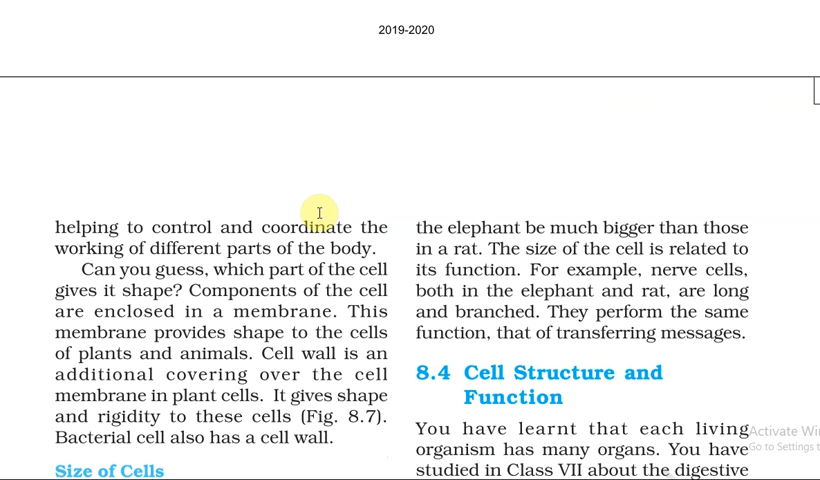 2019-2020
helping to control and coordinate the
working of different parts of the body.
Can you guess, which part of the cell
gives it shape? Components of the cell
are enclosed in a membrane. This
membrane provides shape to the cells
of plants and animals. Cell wall is an
additional covering over the cell
membrane in plant cells. It gives shape
and rigidity to these cells (Fig. 8.7).
Bacterial cell also has a cell wall.
Size of Cells
the elephant be much bigger than those
in a rat. The size of the cell is related to
its function. For example, nerve cells,
both in the elephant and rat, are long
and branched. They perform the same
function, that of transferring messages.
8.4 Cell Structure and
Function
You have learnt that each living
organism has many organs. You have
studied in Class VII about the digestive
Activate
Go to Settings